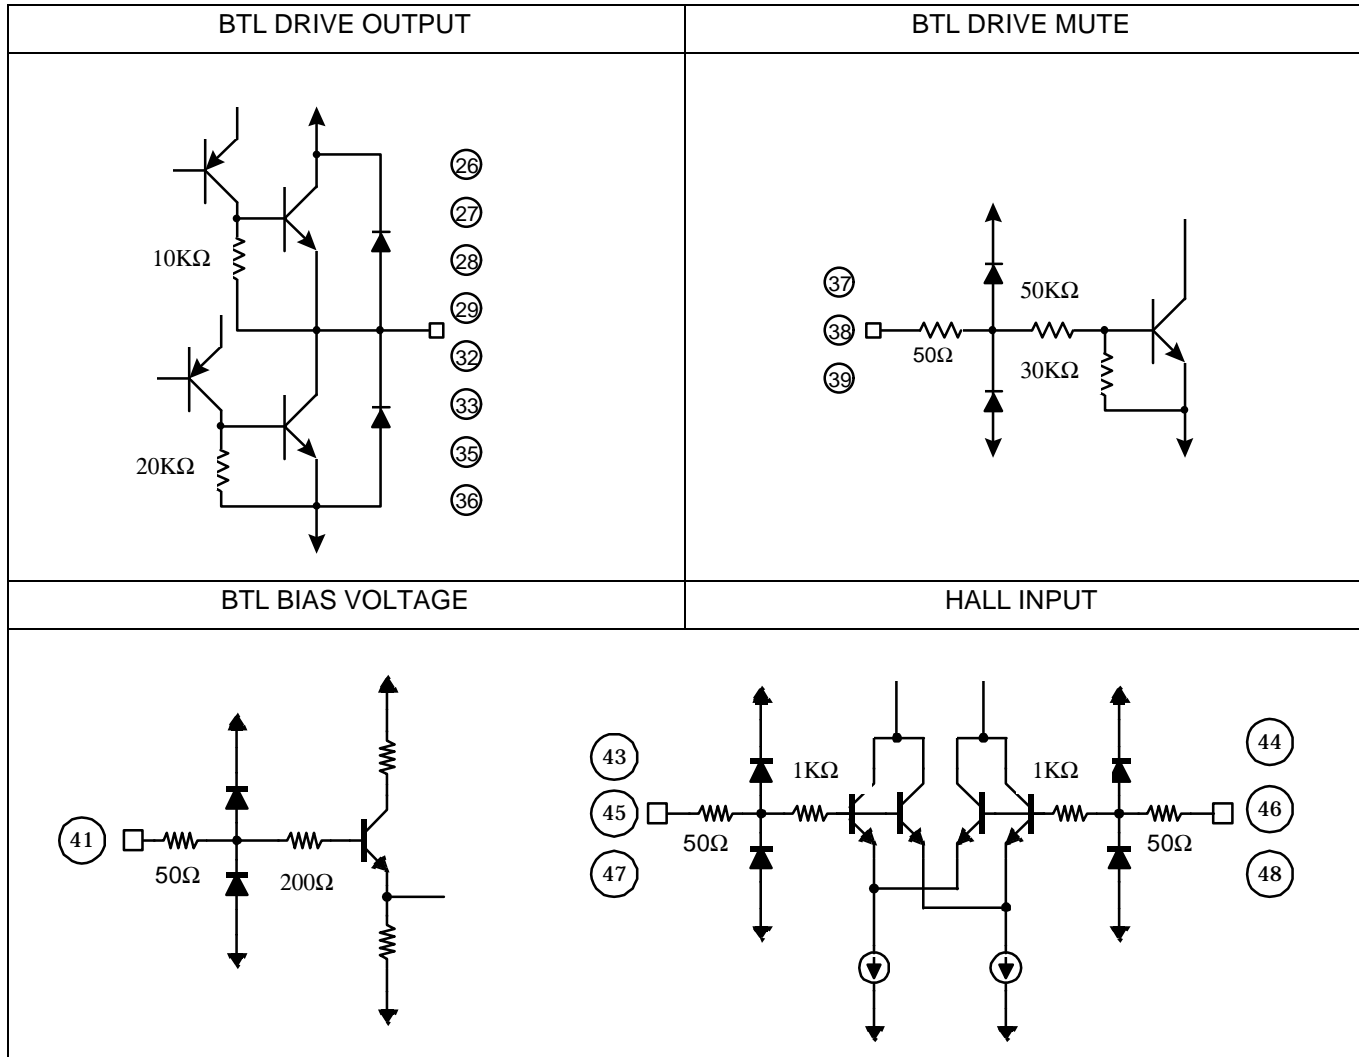 BTL DRIVE OUTPUT
BTL DRIVE MUTE
26
27
10KΩ
28
29
32
33
20KΩ
35
36
37
50KΩ
38
50Ω
39
30KΩ
BTL BIAS VOLTAGE
HALL INPUT
41
50Ω
200Ω
43
1KΩ
1KΩ
44
45
46
50Ω
50Ω
47
48